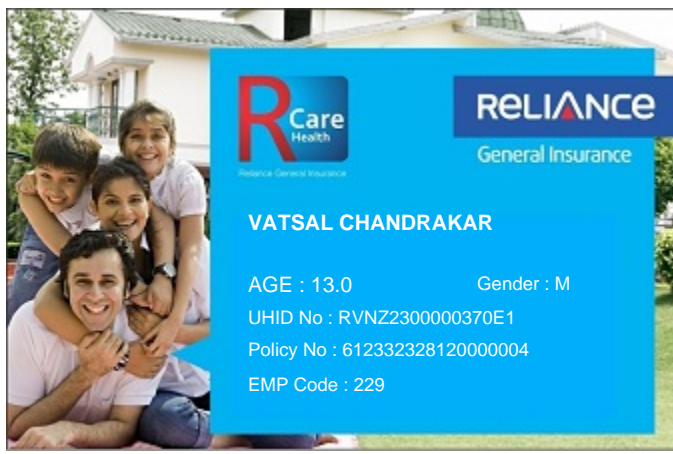 R Care
Health
Reliance General Insurance
RELIANCE
General Insurance
VATSAL CHANDRAKAR
AGE : 13.0 Gender : M
UHID No : RVNZ2300000370E1
Policy No : 612332328120000004
EMP Code : 229